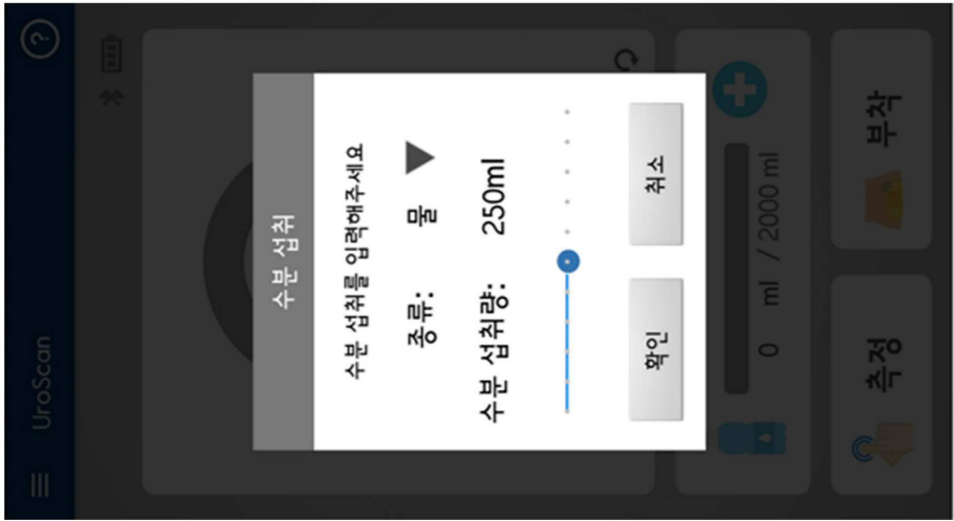 UroScan
?
수분 섭취
수분 섭취를 입력해주세요
종류: 물
수분 섭취량: 250ml
확인 취소
0 ml / 2000 ml
측정 부착